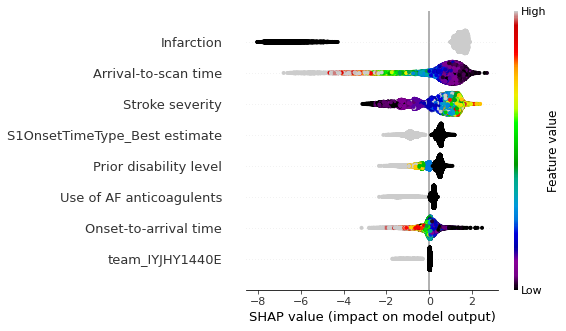 High
Infarction
Arrival-to-scan time
Stroke severity
S1OnsetTimeType_Best estimate
Prior disability level
Use of AF anticoagulents
Onset-to-arrival time
team_IYJHY1440E
Feature value
Low
−8 −6 −4 −2 0 2
SHAP value (impact on model output)